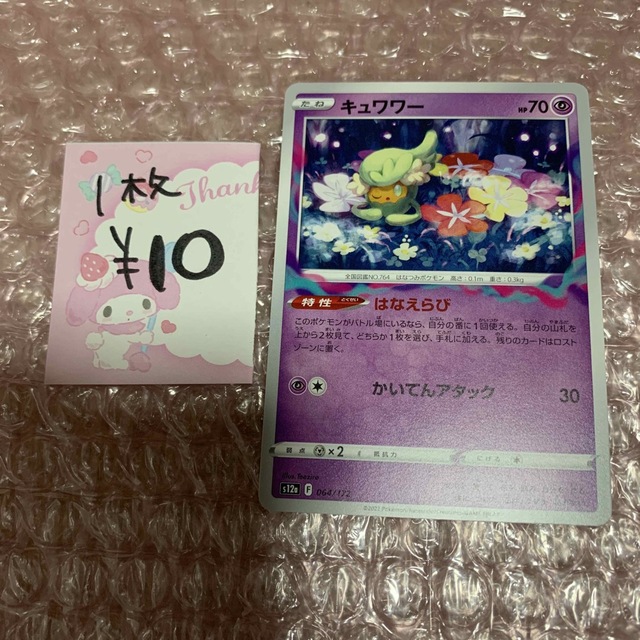 Thank
1枚
¥10
たね
キュワワー
HP70
全国図鑑NO.764 はなつみポケモン 高さ:0.1m 重さ:0.3kg
特性 とくせい はなえらび
このポケモンがバトル場にいるなら、自分の番に1回使える。自分の山札を
上から2枚見て、どちらか1枚を選び、手札に加える。残りのカードはロスト
ゾーンに置く。
かいてんアタック 30
弱点 ×2 抵抗力 にげる
s12a F 064/172